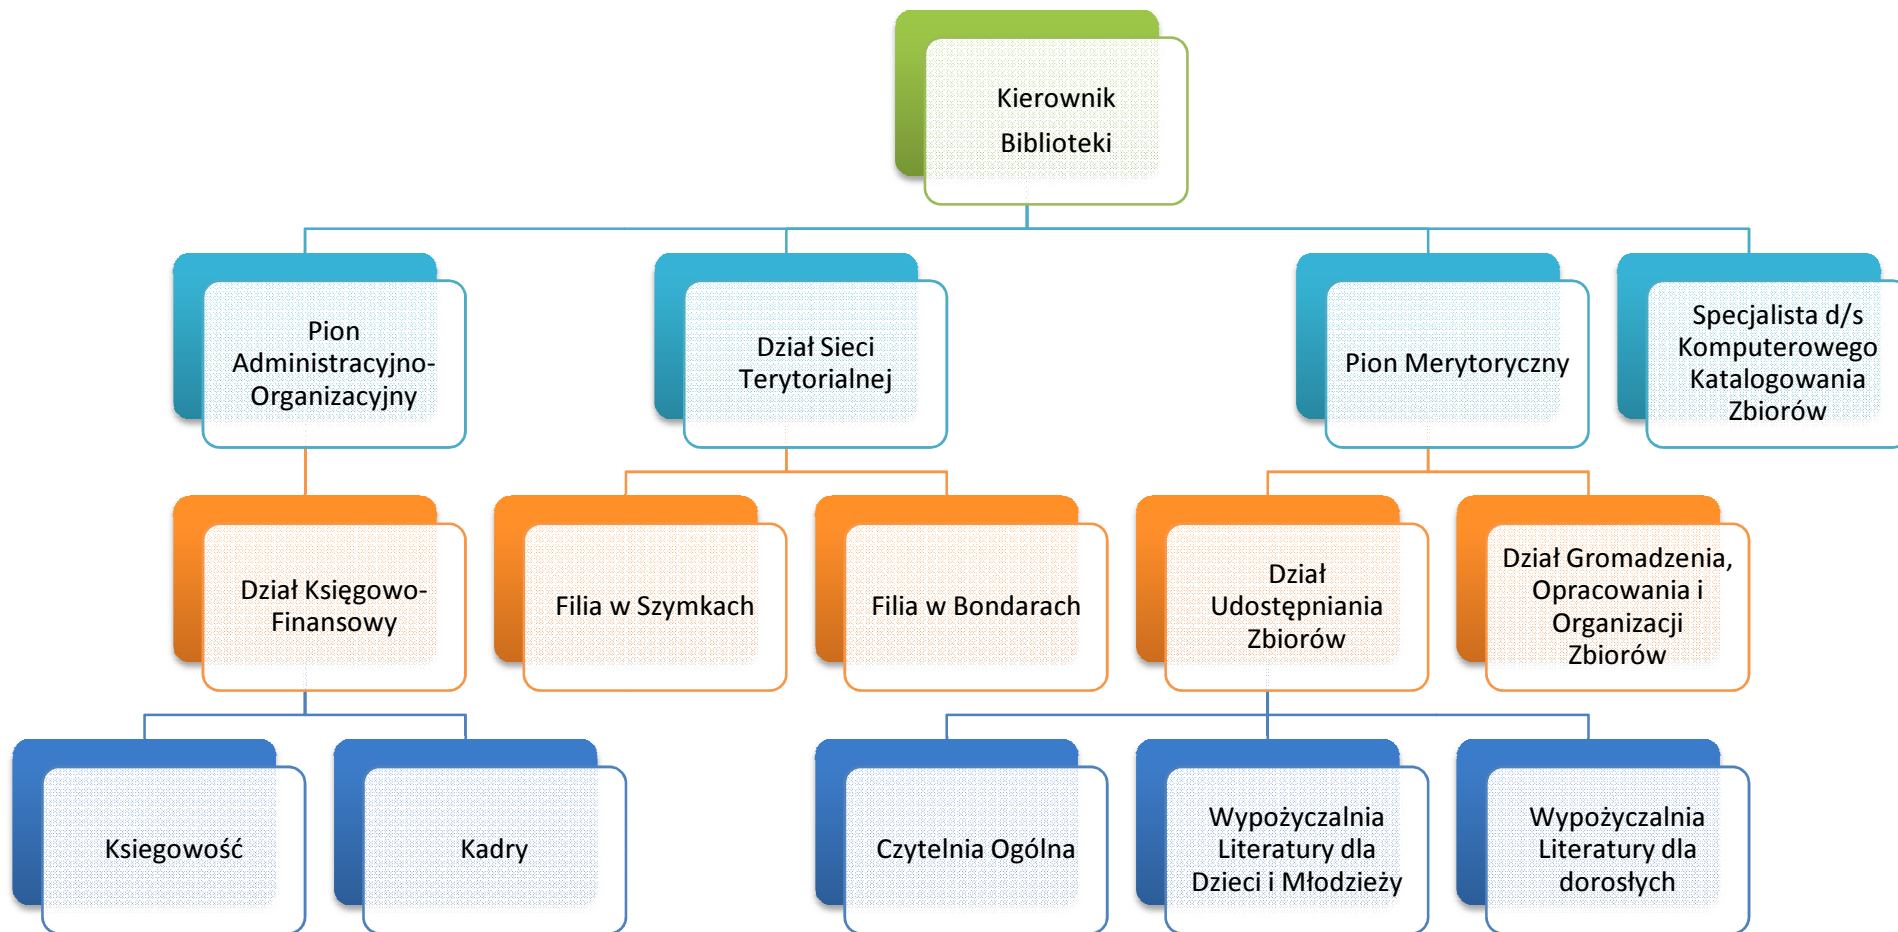 Kierownik
Biblioteki
Pion
Administracyjno-
Organizacyjny
Dział Sieci
Terytorialnej
Pion Merytoryczny
Specjalista d/s
Komputerowego
Katalogowania
Zbiorów
Dział Księgowo-
Finansowy
Filia w Szymkach
Filia w Bondarach
Dział
Udostępniania
Zbiorów
Dział Gromadzenia,
Opracowania i
Organizacji
Zbiorów
Ksiegowość
Kadry
Czytelnia Ogólna
Wypożyczalnia
Literatury dla
Dzieci i Młodzieży
Wypożyczalnia
Literatury dla
dorosłych